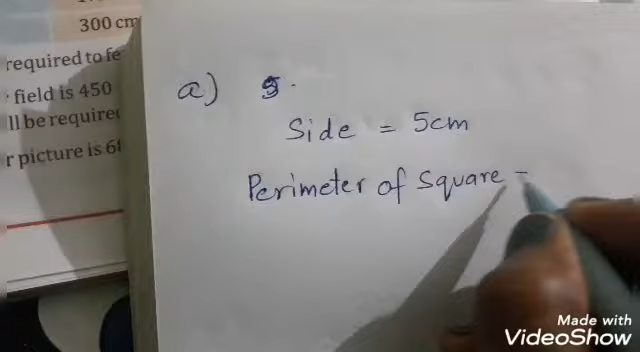 300 cm
required to fe
field is 450
ll be require
r picture is 6
a)
Side = 5cm
Perimeter of Square =
Made with
VideoShow